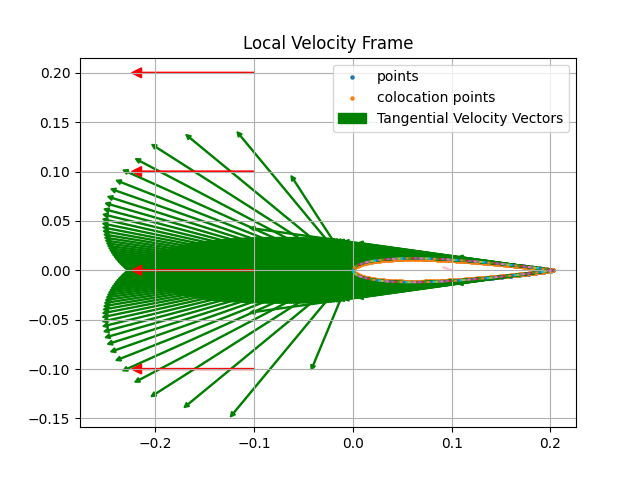 Local Velocity Frame
points
colocation points
Tangential Velocity Vectors
0.20
0.15
0.10
0.05
0.00
−0.05
−0.10
−0.15
−0.2 −0.1 0.0 0.1 0.2